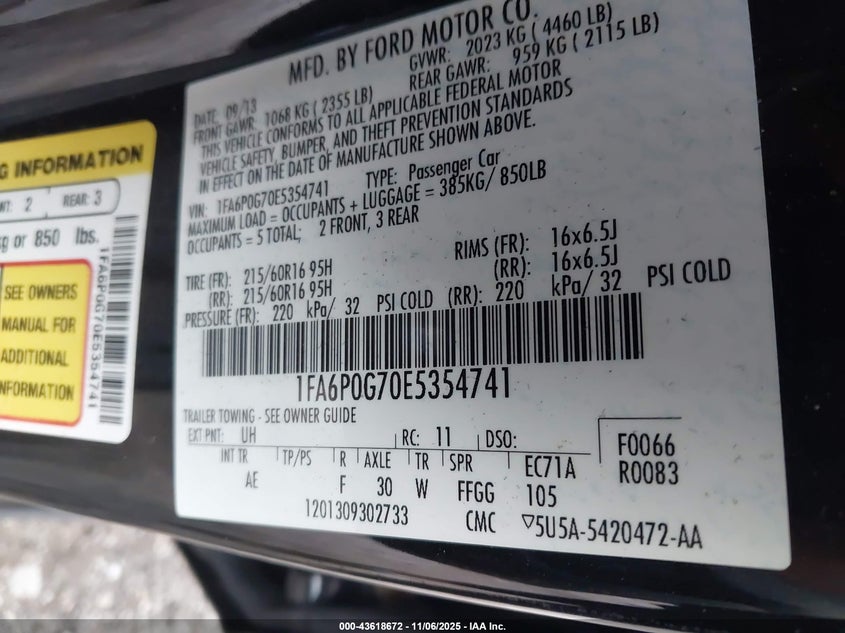 MFD. BY FORD MOTOR CO.
DATE: 09/13
GVWR: 2023 KG ( 4460 LB)
FRONT GAWR: 1068 KG ( 2355 LB)
REAR GAWR: 959 KG ( 2115 LB)
THIS VEHICLE CONFORMS TO ALL APPLICABLE FEDERAL MOTOR
VEHICLE SAFETY, BUMPER, AND THEFT PREVENTION STANDARDS
IN EFFECT ON THE DATE OF MANUFACTURE SHOWN ABOVE.
VIN: 1FA6P0G70E5354741 TYPE: Passenger Car
MAXIMUM LOAD = OCCUPANTS + LUGGAGE = 385KG/ 850LB
OCCUPANTS = 5 TOTAL; 2 FRONT, 3 REAR
TIRE (FR): 215/60R16 95H RIMS (FR): 16x6.5J
(RR): 215/60R16 95H (RR): 16x6.5J
PRESSURE (FR): 220 kPa/ 32 PSI COLD (RR): 220 kPa/ 32 PSI COLD
1FA6P0G70E5354741
TRAILER TOWING - SEE OWNER GUIDE
EXT PNT: UH RC: 11 DSO:
F0066
R0083
INT TR TP/PS R AXLE TR SPR EC71A
AE F 30 W FFGG 105
1201309302733 CMC ▽5U5A-5420472-AA
G INFORMATION
2 REAR: 3
kg or 850 lbs.
SEE OWNERS
MANUAL FOR
ADDITIONAL
INFORMATION
1FA6P0G70E5354741
000-43618672 - 11/06/2025 - IAA Inc.